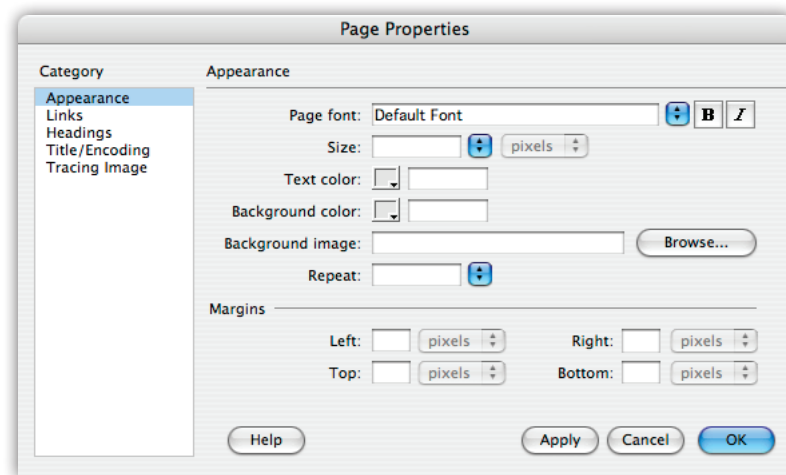 Page Properties
Category
Appearance
Links
Headings
Title/Encoding
Tracing Image
Appearance
Page font: Default Font B I
Size: pixels
Text color:
Background color:
Background image: Browse...
Repeat:
Margins
Left: pixels Right: pixels
Top: pixels Bottom: pixels
Help Apply Cancel OK